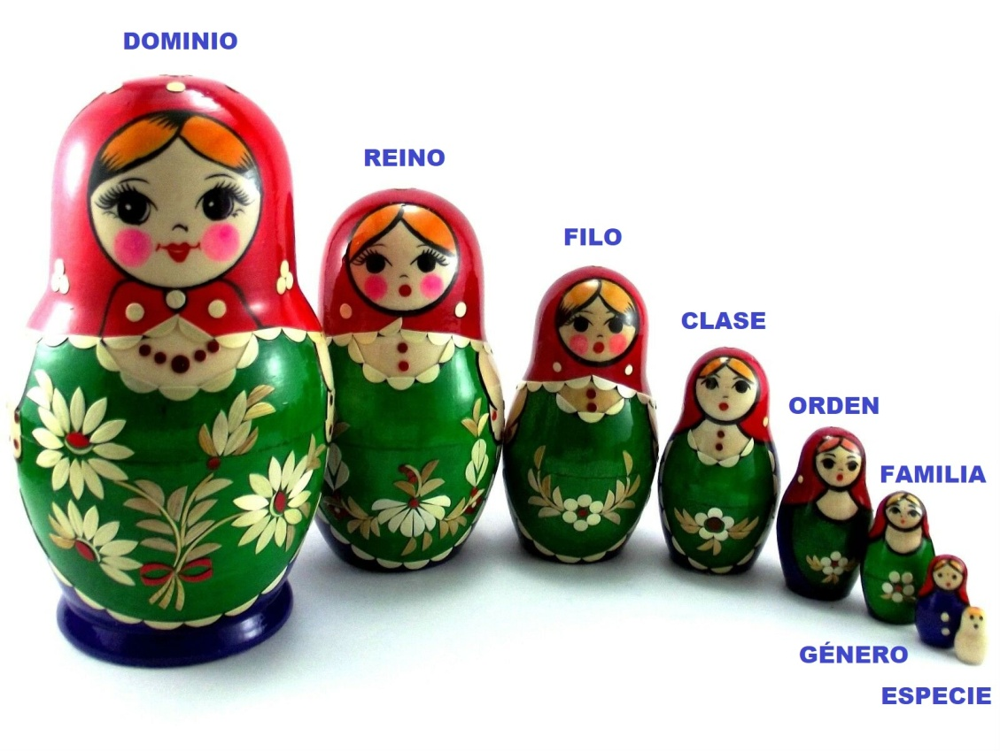 DOMINIO
REINO
FILO
CLASE
ORDEN
FAMILIA
GÉNERO
ESPECIE